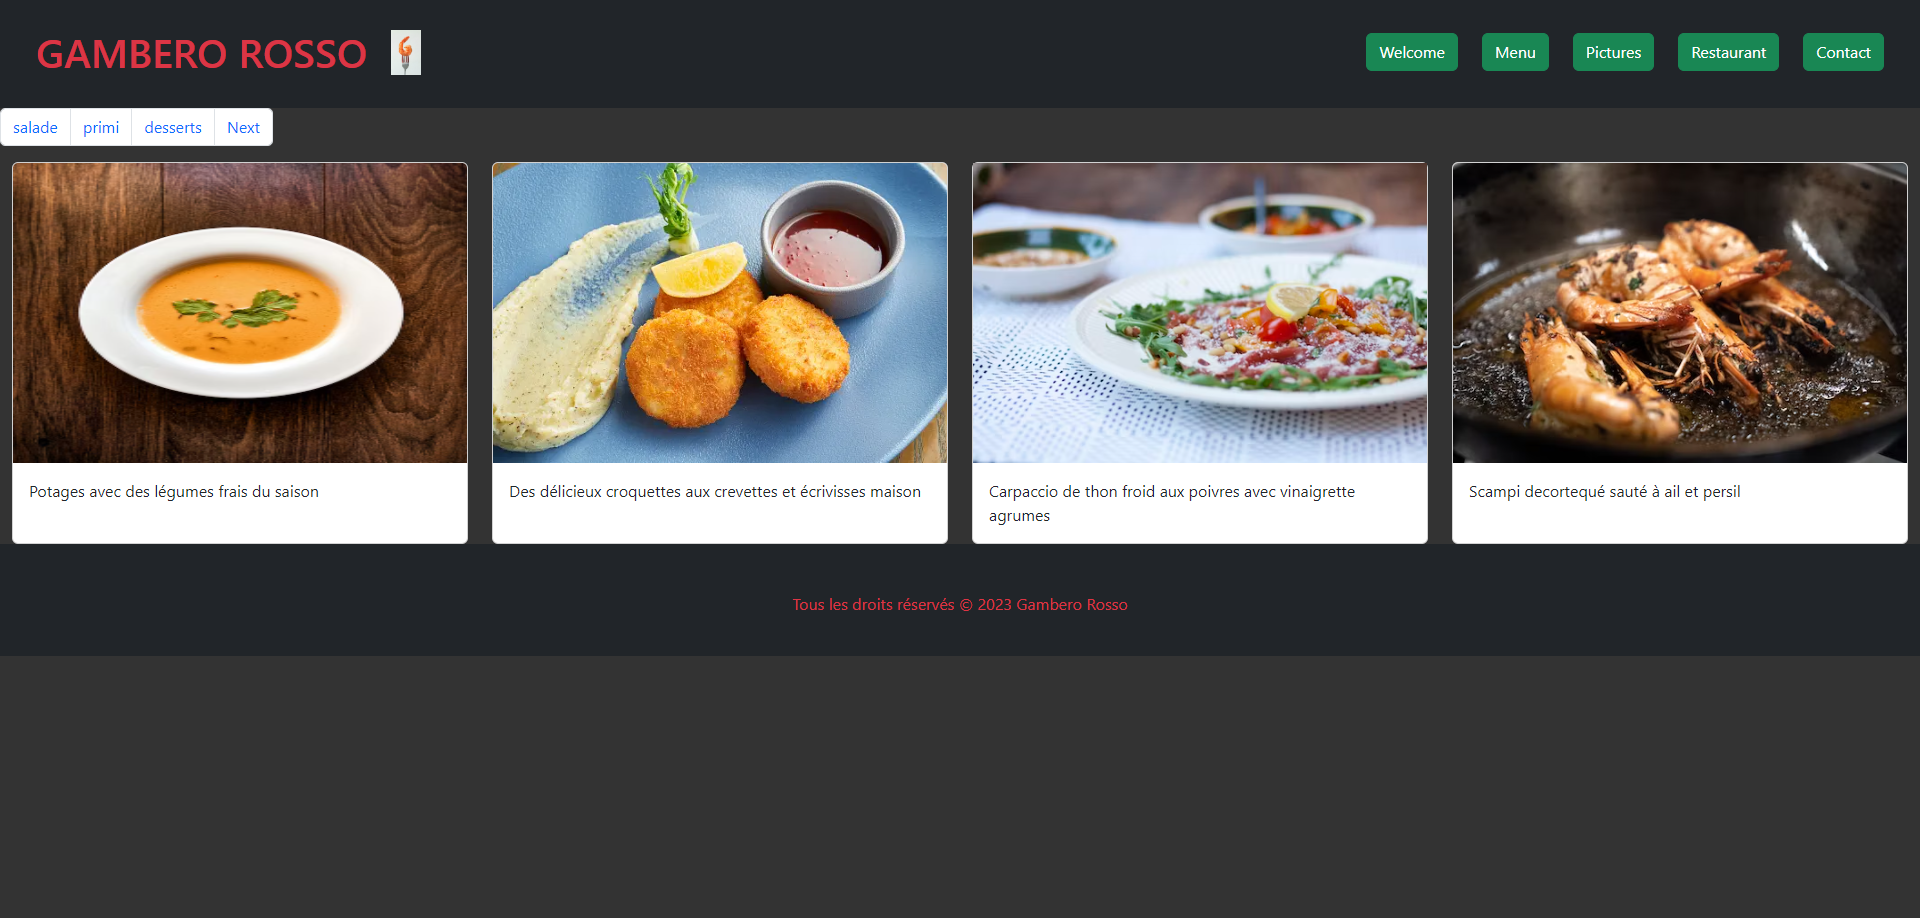 GAMBERO ROSSO
Welcome
Menu
Pictures
Restaurant
Contact
salade
primi
desserts
Next
Potages avec des légumes frais du saison
Des délicieux croquettes aux crevettes et écrivisses maison
Carpaccio de thon froid aux poivres avec vinaigrette
agrumes
Scampi decortequé sauté à ail et persil
Tous les droits réservés © 2023 Gambero Rosso